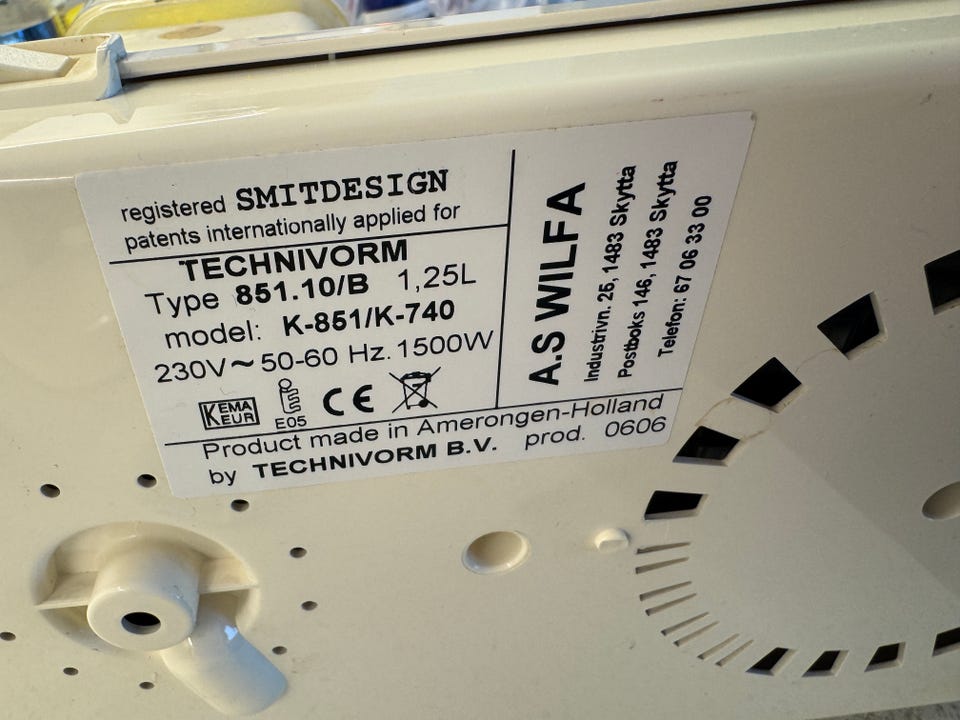 registered SMITDESIGN
patents internationally applied for
TECHNIVORM
Type 851.10/B 1,25L
model: K-851/K-740
230V~50-60 Hz. 1500W
KEMA
EUR
E05
CE
A.S WILFA
Industrivn. 25, 1483 Skytta
Postboks 146, 1483 Skytta
Telefon: 67 06 33 00
Product made in Amerongen-Holland
by TECHNIVORM B.V. prod. 0606